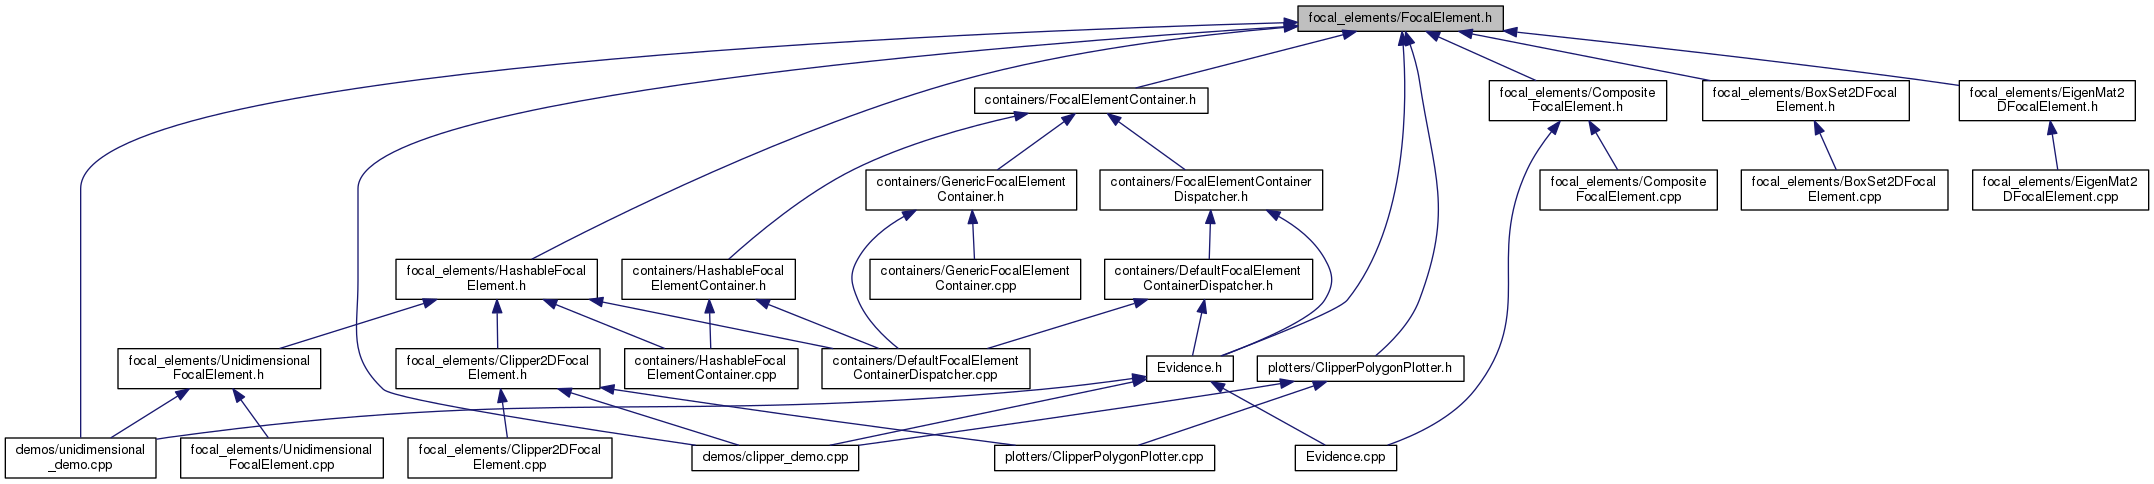 focal_elements/FocalElement.h
focal_elements/Composite
FocalElement.h
focal_elements/BoxSet2DFocal
Element.h
focal_elements/EigenMat2
DFocalElement.h
containers/FocalElementContainer.h
containers/GenericFocalElement
Container.h
containers/FocalElementContainer
Dispatcher.h
focal_elements/Composite
FocalElement.cpp
focal_elements/BoxSet2DFocal
Element.cpp
focal_elements/EigenMat2
DFocalElement.cpp
focal_elements/HashableFocal
Element.h
containers/HashableFocal
ElementContainer.h
containers/GenericFocalElement
Container.cpp
containers/DefaultFocalElement
ContainerDispatcher.h
focal_elements/Unidimensional
FocalElement.h
focal_elements/Clipper2DFocal
Element.h
containers/HashableFocal
ElementContainer.cpp
containers/DefaultFocalElement
ContainerDispatcher.cpp
Evidence.h
plotters/ClipperPolygonPlotter.h
demos/unidimensional
_demo.cpp
focal_elements/Unidimensional
FocalElement.cpp
focal_elements/Clipper2DFocal
Element.cpp
demos/clipper_demo.cpp
plotters/ClipperPolygonPlotter.cpp
Evidence.cpp